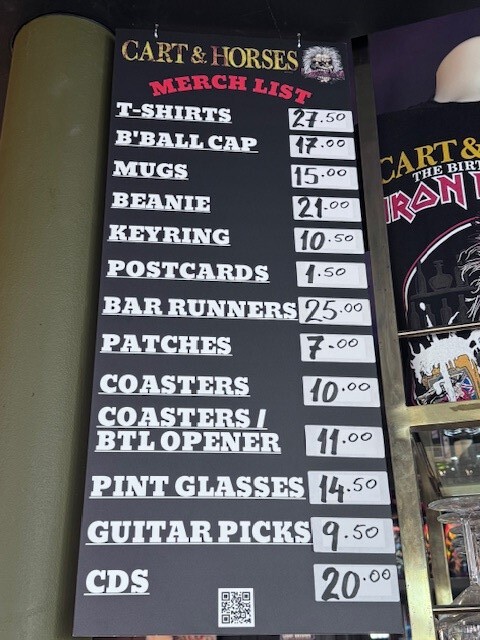 CART & HORSES
MERCH LIST
T-SHIRTS 27.50
B'BALL CAP 17.00
MUGS 15.00
BEANIE 21.00
KEYRING 10.50
POSTCARDS 1.50
BAR RUNNERS 25.00
PATCHES 7.00
COASTERS 10.00
COASTERS /
BTL OPENER 11.00
PINT GLASSES 14.50
GUITAR PICKS 9.50
CDS 20.00
CART &
THE BIRT
IRON